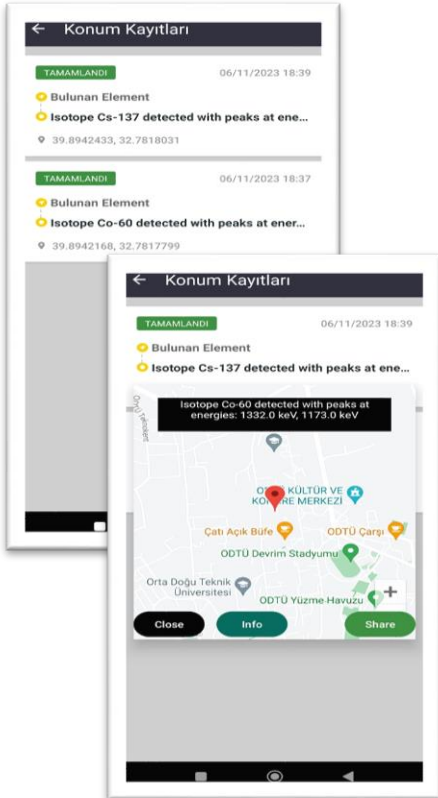 Konum Kayıtları
TAMAMLANDI 06/11/2023 18:39
Bulunan Element
Isotope Cs-137 detected with peaks at ene...
39.8942433, 32.7818031
TAMAMLANDI 06/11/2023 18:37
Bulunan Element
Isotope Co-60 detected with peaks at ener...
39.8942168, 32.7817799
Konum Kayıtları
TAMAMLANDI 06/11/2023 18:39
Bulunan Element
Isotope Cs-137 detected with peaks at ene...
Isotope Co-60 detected with peaks at
energies: 1332.0 keV, 1173.0 keV
ODTÜ Teknokent
KÜLTÜR VE
MERKEZİ
Çatı Açık Büfe
ODTÜ Çarşı
ODTÜ Devrim Stadyumu
Orta Doğu Teknik
Üniversitesi
ODTÜ Yüzme Havuzu
+
Close Info Share